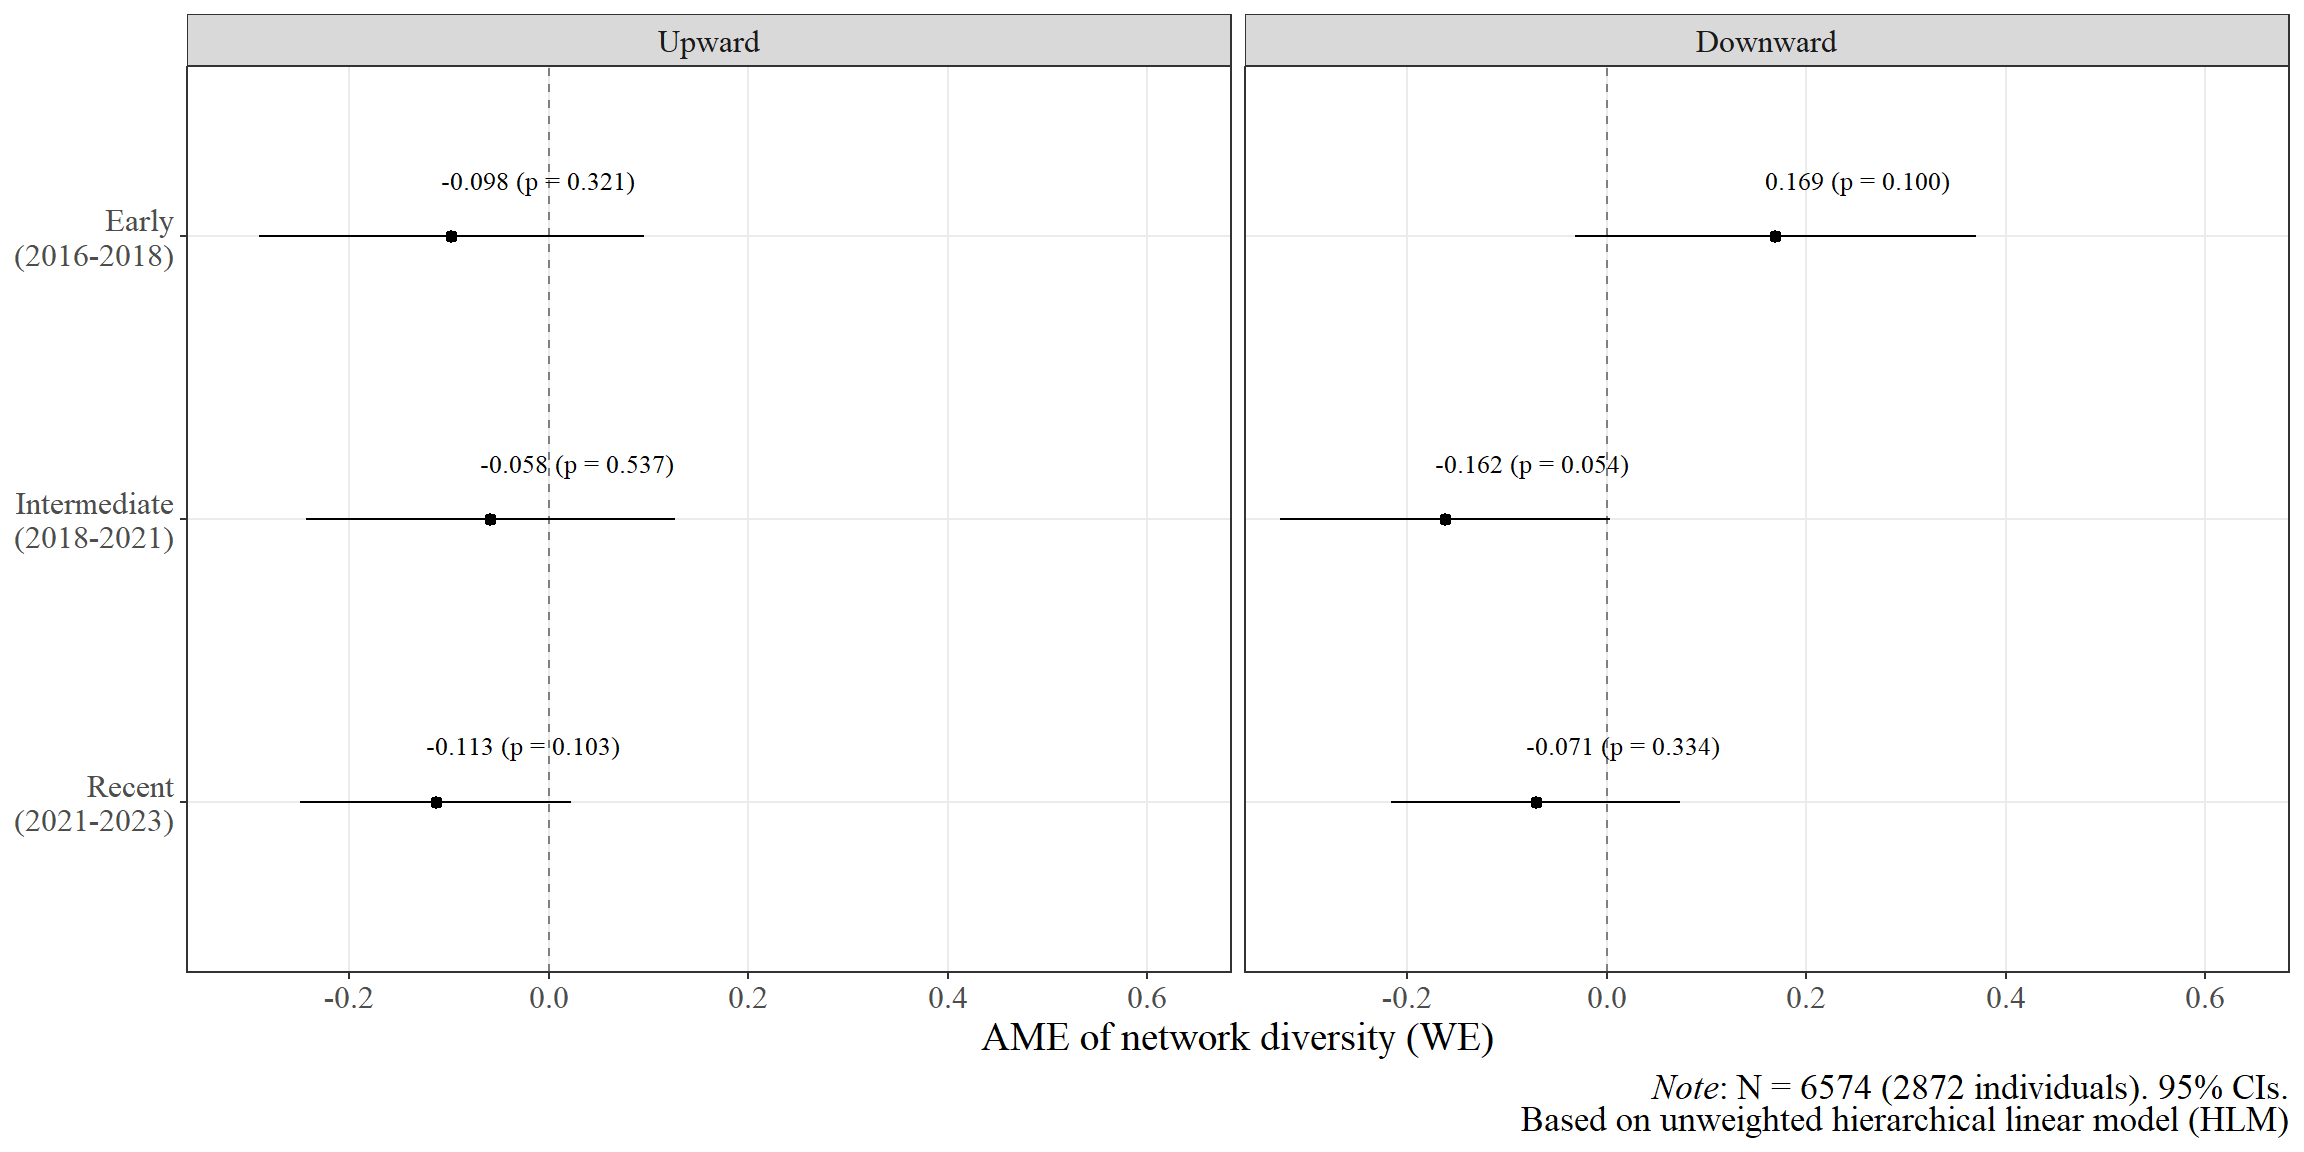 Upward
Downward
-0.098 (p = 0.321)
0.169 (p = 0.100)
Early
(2016-2018)
-0.058 (p = 0.537)
-0.162 (p = 0.054)
Intermediate
(2018-2021)
-0.113 (p = 0.103)
-0.071 (p = 0.334)
Recent
(2021-2023)
-0.2 0.0 0.2 0.4 0.6
-0.2 0.0 0.2 0.4 0.6
AME of network diversity (WE)
Note: N = 6574 (2872 individuals). 95% CIs.
Based on unweighted hierarchical linear model (HLM)